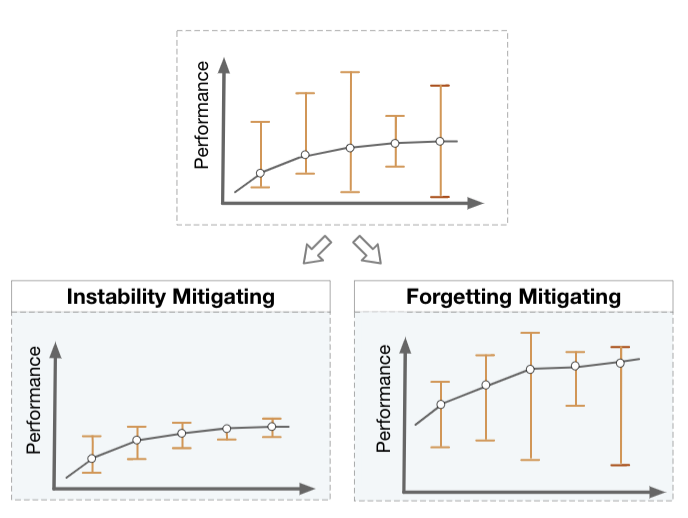 Performance
Instability Mitigating
Forgetting Mitigating
Performance
Performance